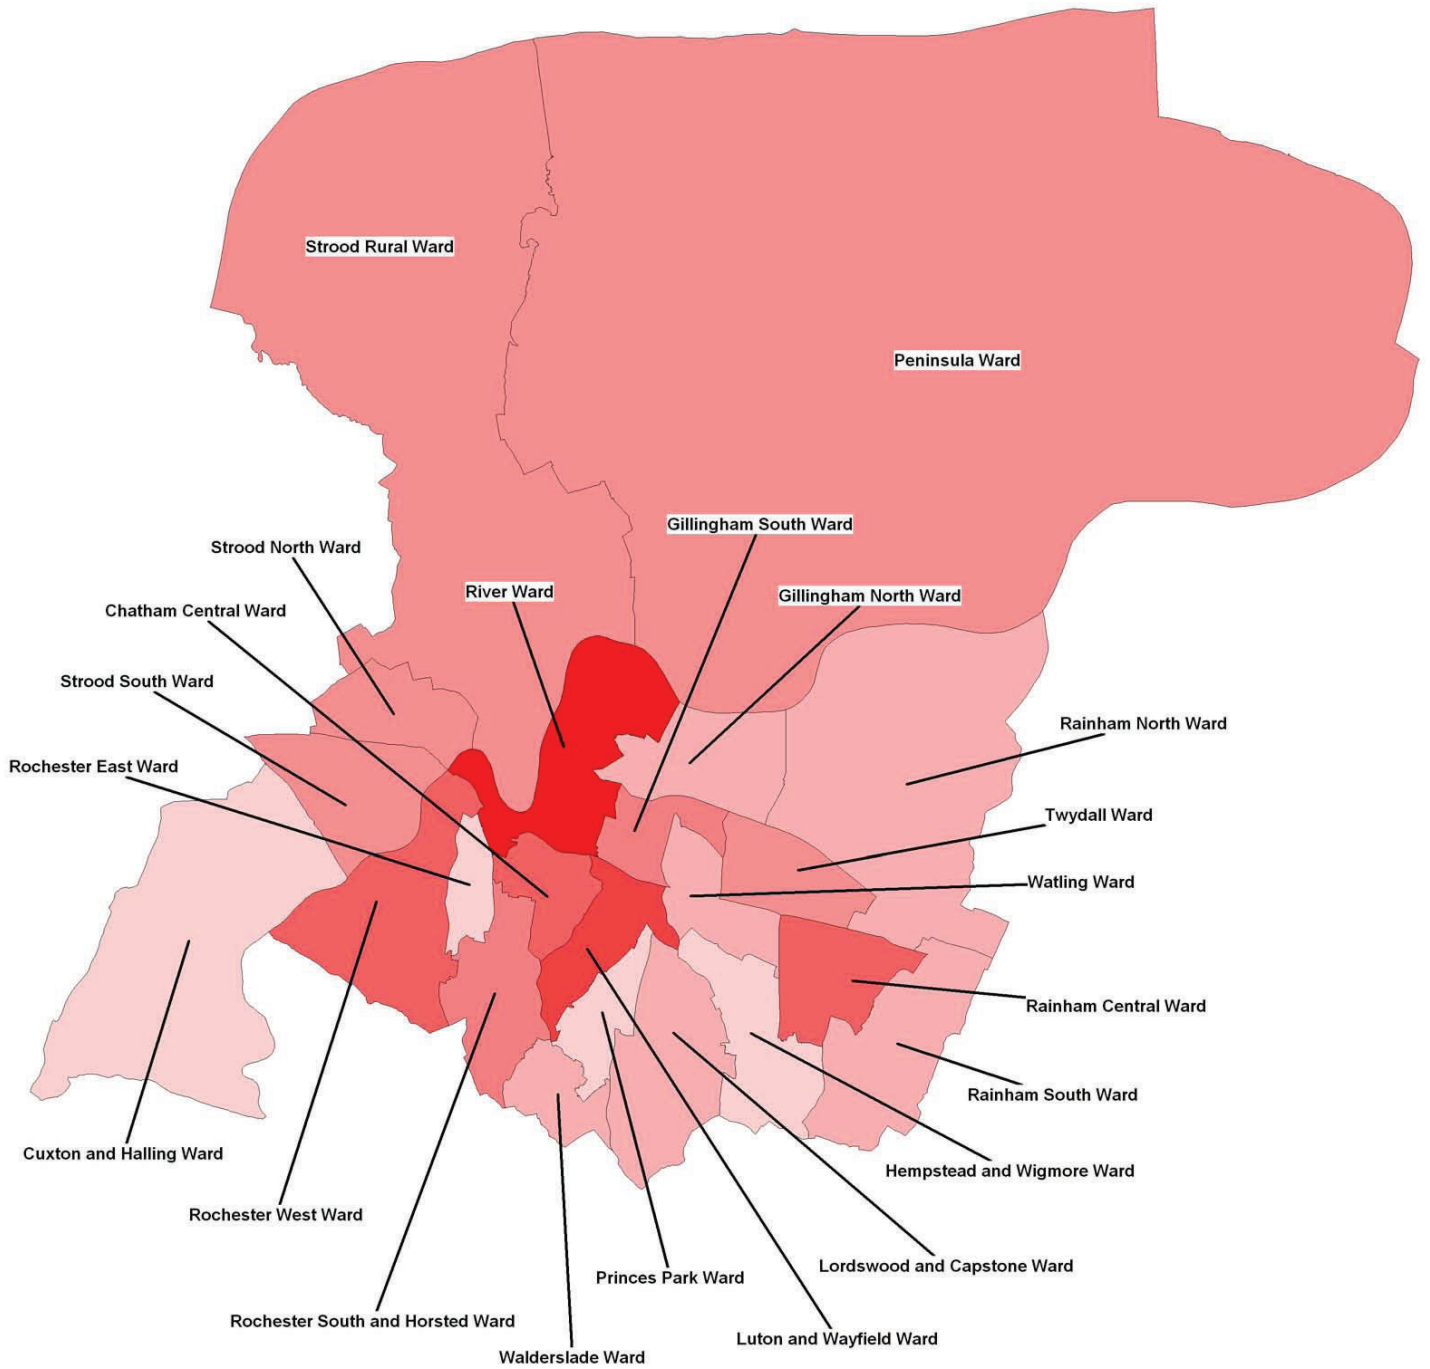 Strood Rural Ward
Peninsula Ward
Gillingham South Ward
Strood North Ward
River Ward
Gillingham North Ward
Chatham Central Ward
Strood South Ward
Rainham North Ward
Rochester East Ward
Twydall Ward
Watling Ward
Rainham Central Ward
Rainham South Ward
Cuxton and Halling Ward
Hempstead and Wigmore Ward
Rochester West Ward
Lordswood and Capstone Ward
Princes Park Ward
Rochester South and Horsted Ward
Luton and Wayfield Ward
Walderslade Ward